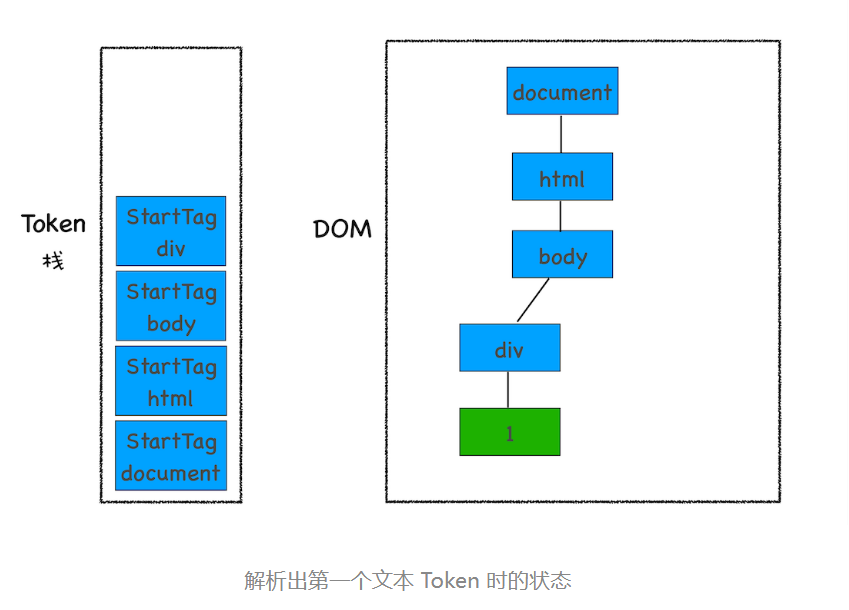 Token
栈
StartTag
div
StartTag
body
StartTag
html
StartTag
document
DOM
document
html
body
div
1
解析出第一个文本 Token 时的状态